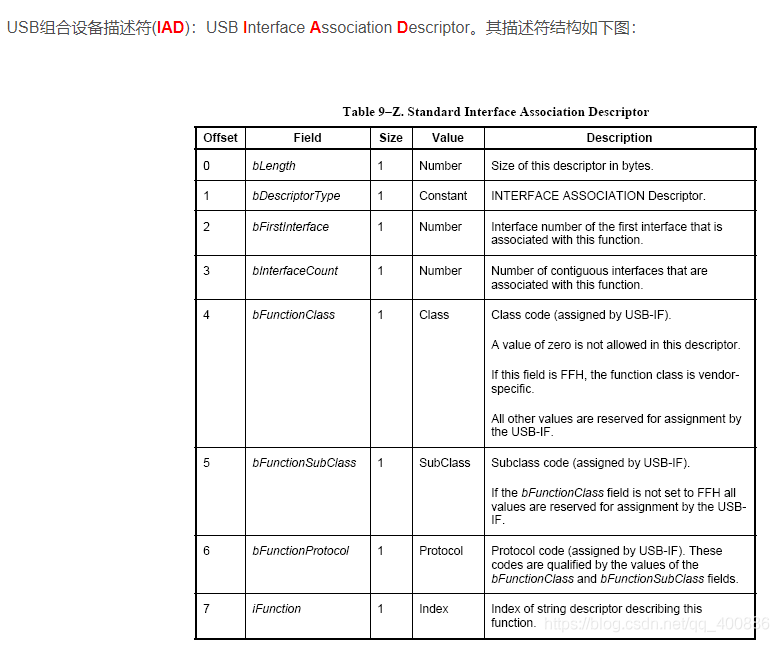 USB组合设备描述符(IAD)：USB Interface Association Descriptor。其描述符结构如下图：
Table 9–Z. Standard Interface Association Descriptor
Offset Field Size Value Description
0 bLength 1 Number Size of this descriptor in bytes.
1 bDescriptorType 1 Constant INTERFACE ASSOCIATION Descriptor.
2 bFirstInterface 1 Number Interface number of the first interface that is
associated with this function.
3 bInterfaceCount 1 Number Number of contiguous interfaces that are
associated with this function.
4 bFunctionClass 1 Class Class code (assigned by USB-IF).
A value of zero is not allowed in this descriptor.
If this field is FFH, the function class is vendor-
specific.
All other values are reserved for assignment by
the USB-IF.
5 bFunctionSubClass 1 SubClass Subclass code (assigned by USB-IF).
If the bFunctionClass field is not set to FFH all
values are reserved for assignment by the USB-
IF.
6 bFunctionProtocol 1 Protocol Protocol code (assigned by USB-IF). These
codes are qualified by the values of the
bFunctionClass and bFunctionSubClass fields.
7 iFunction 1 Index Index of string descriptor describing this
function.
https://blog.csdn.net/qq_400886